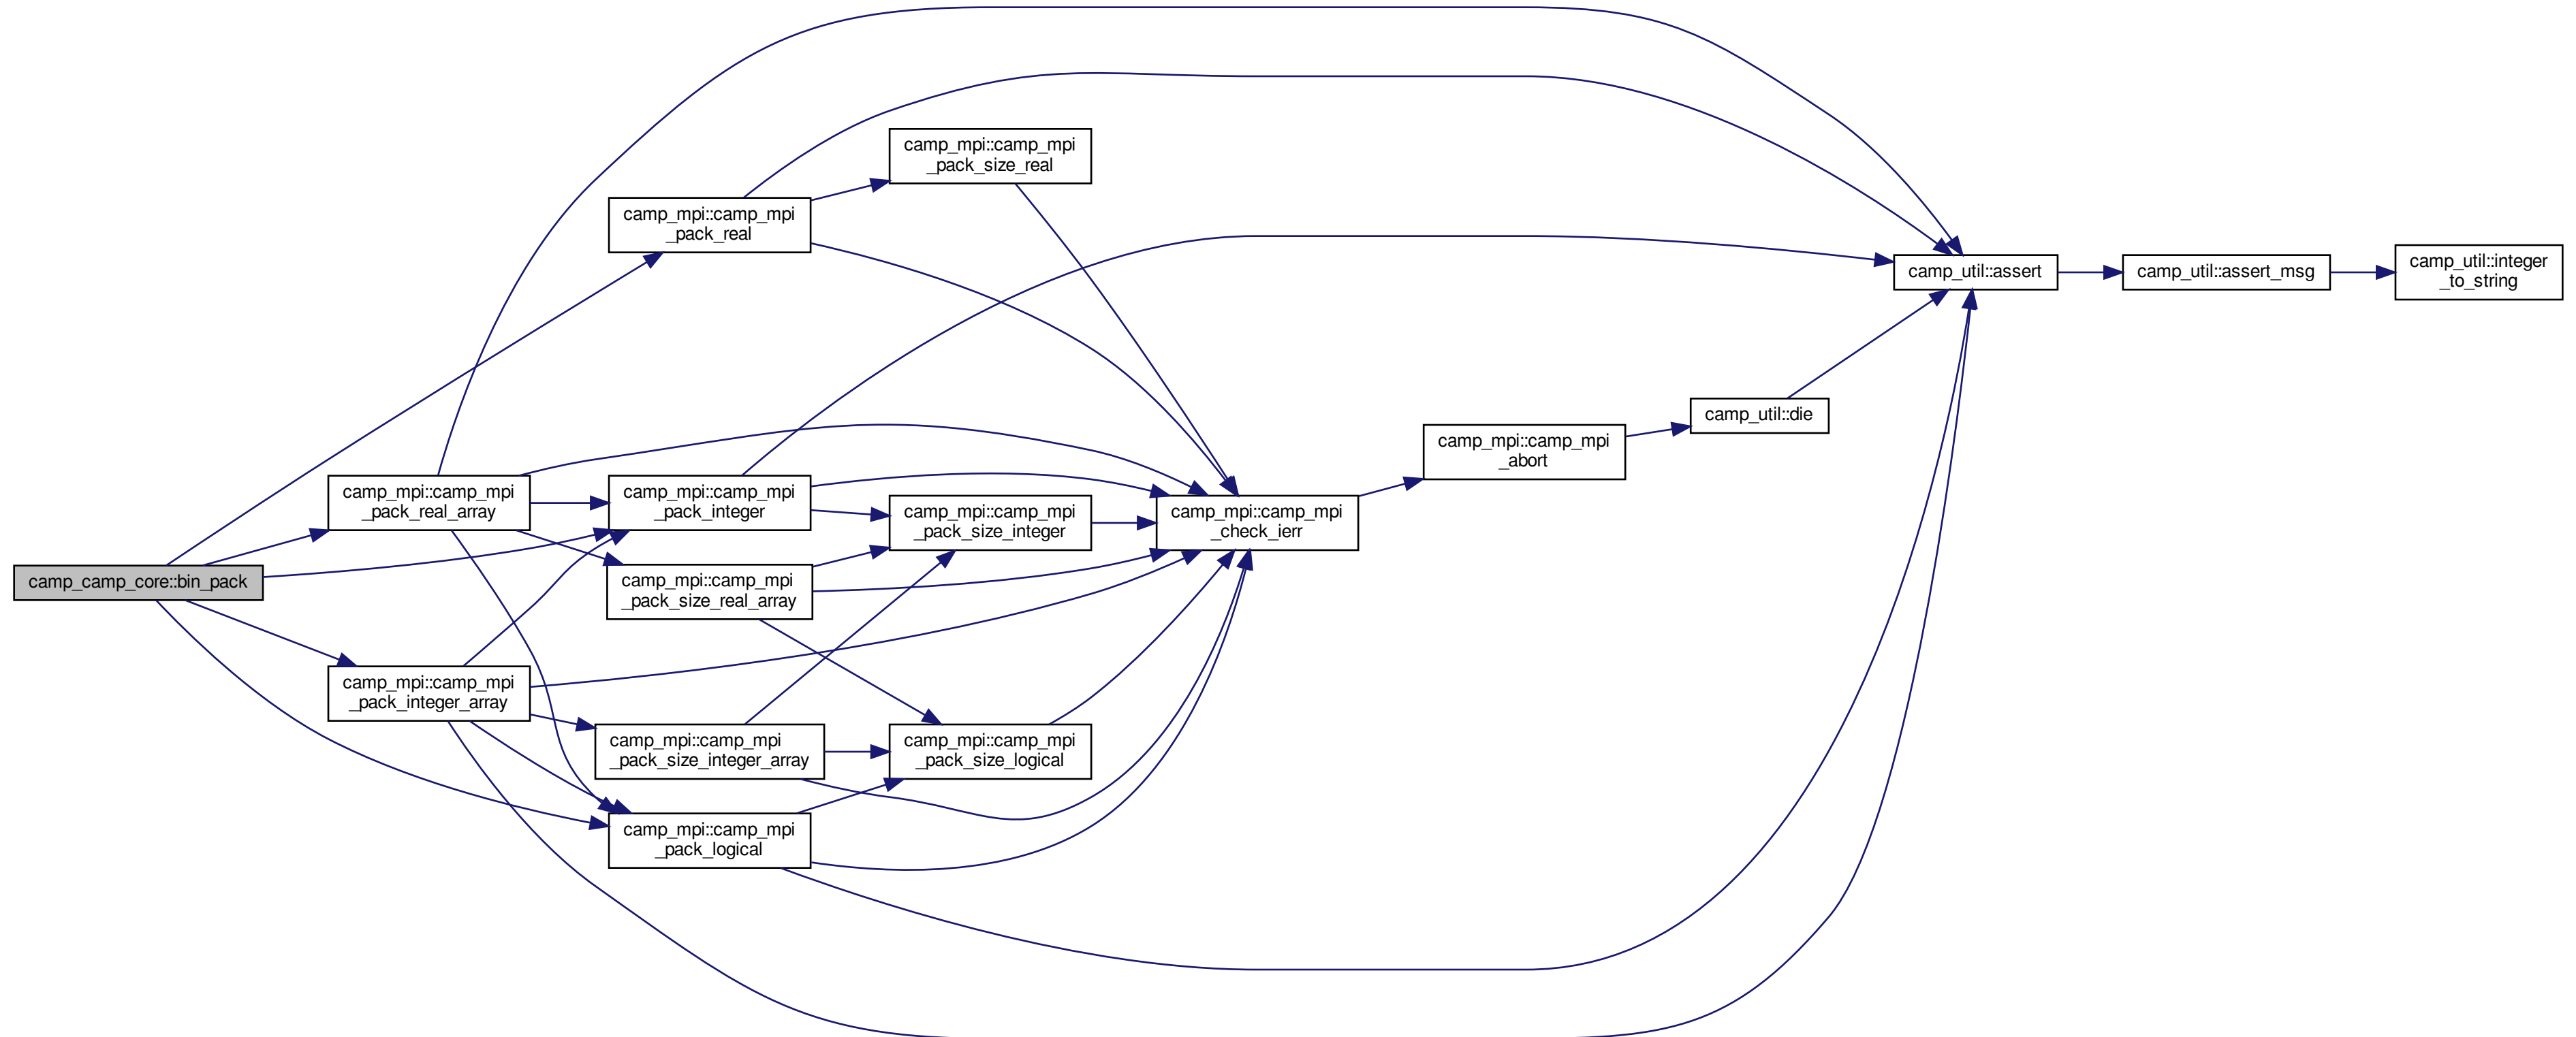 camp_camp_core::bin_pack
camp_mpi::camp_mpi
_pack_real_array
camp_mpi::camp_mpi
_pack_integer_array
camp_mpi::camp_mpi
_pack_real
camp_mpi::camp_mpi
_pack_integer
camp_mpi::camp_mpi
_pack_size_real_array
camp_mpi::camp_mpi
_pack_size_integer_array
camp_mpi::camp_mpi
_pack_logical
camp_mpi::camp_mpi
_pack_size_real
camp_mpi::camp_mpi
_pack_size_integer
camp_mpi::camp_mpi
_pack_size_logical
camp_mpi::camp_mpi
_check_ierr
camp_mpi::camp_mpi
_abort
camp_util::die
camp_util::assert
camp_util::assert_msg
camp_util::integer
_to_string